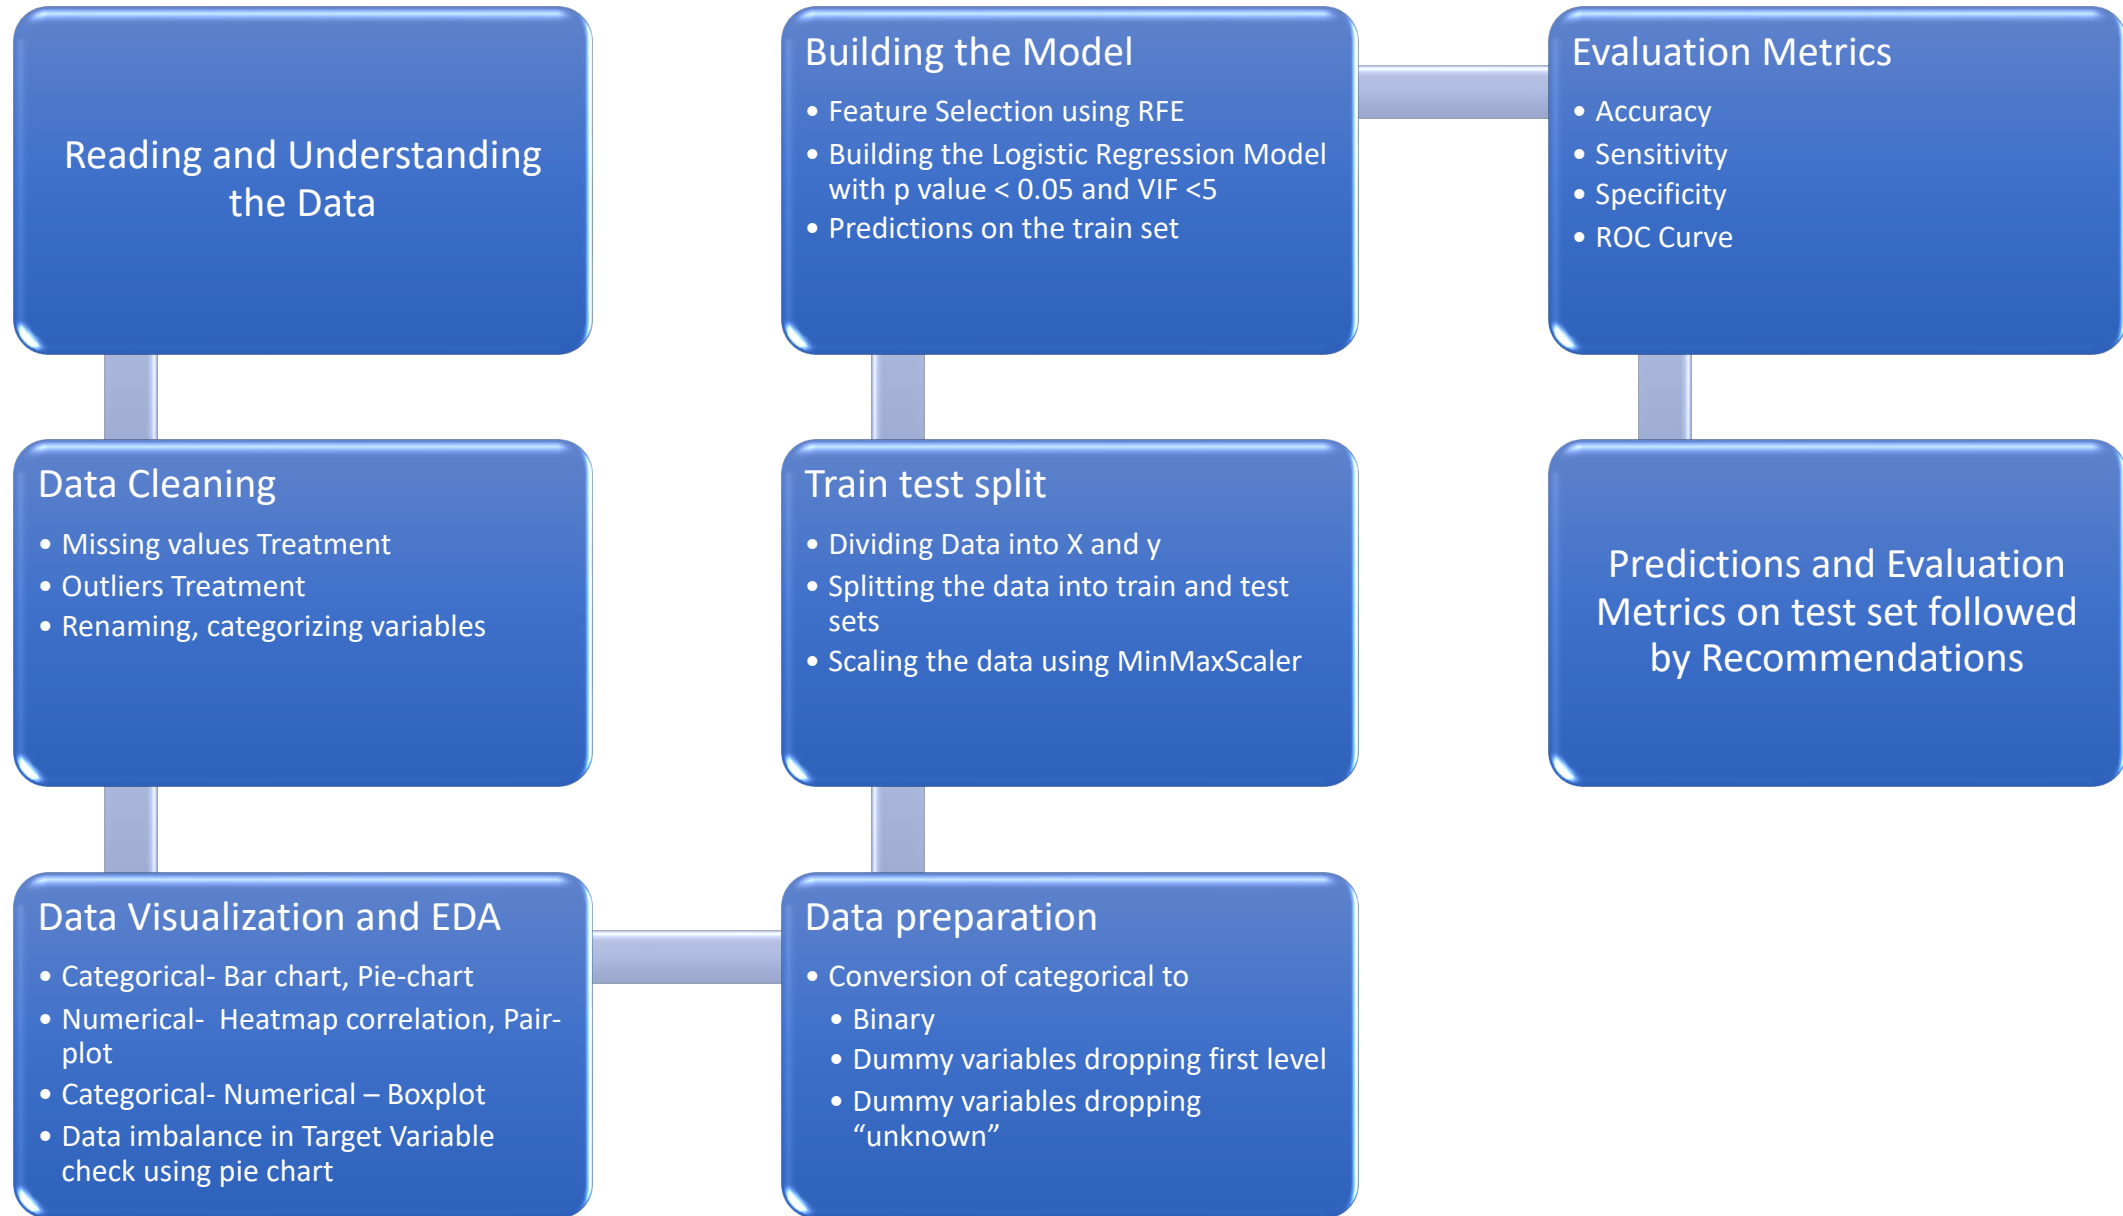 Reading and Understanding
the Data
Data Cleaning
• Missing values Treatment
• Outliers Treatment
• Renaming, categorizing variables
Data Visualization and EDA
• Categorical- Bar chart, Pie-chart
• Numerical-  Heatmap correlation, Pair-
plot
• Categorical- Numerical – Boxplot
• Data imbalance in Target Variable
check using pie chart
Data preparation
• Conversion of categorical to
• Binary
• Dummy variables dropping first level
• Dummy variables dropping
“unknown”
Train test split
• Dividing Data into X and y
• Splitting the data into train and test
sets
• Scaling the data using MinMaxScaler
Building the Model
• Feature Selection using RFE
• Building the Logistic Regression Model
with p value < 0.05 and VIF <5
• Predictions on the train set
Evaluation Metrics
• Accuracy
• Sensitivity
• Specificity
• ROC Curve
Predictions and Evaluation
Metrics on test set followed
by Recommendations